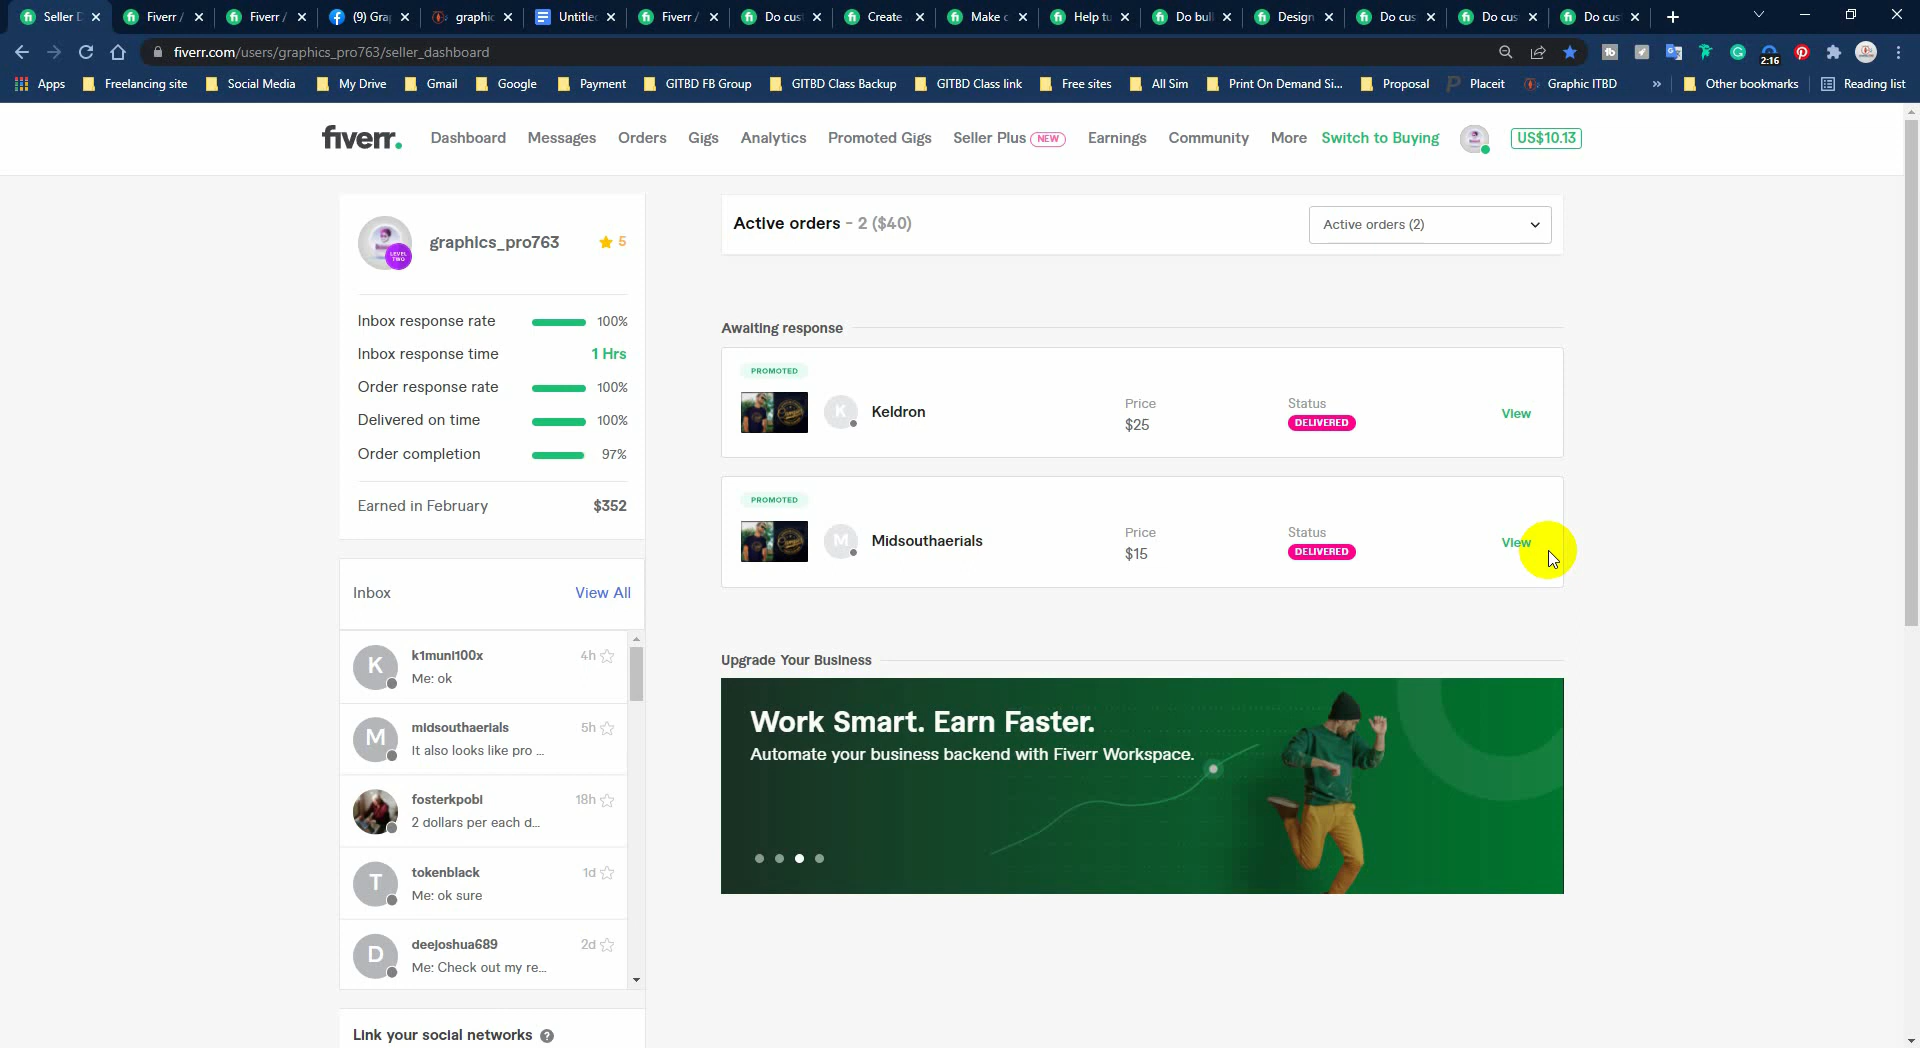 Seller D
Fiverr /
Fiverr /
(9) Gra
graphic
Untitle
Fiverr /
Do cust
Create
Make c
Help tu
Do bul
Design
Do cus
Do cus
Do cus
fiverr.com/users/graphics_pro763/seller_dashboard
2:16
Apps
Freelancing site
Social Media
My Drive
Gmail
Google
Payment
GITBD FB Group
GITBD Class Backup
GITBD Class link
Free sites
All Sim
Print On Demand Si...
Proposal
Placeit
Graphic ITBD
»
Other bookmarks
Reading list
fiverr.
Dashboard
Messages
Orders
Gigs
Analytics
Promoted Gigs
Seller Plus NEW
Earnings
Community
More
Switch to Buying
US$10.13
LEVEL TWO
graphics_pro763
5
Inbox response rate 100%
Inbox response time 1 Hrs
Order response rate 100%
Delivered on time 100%
Order completion 97%
Earned in February $352
Inbox View All
K
k1muni100x 4h
Me: ok
M
midsouthaerials 5h
It also looks like pro ...
fosterkpobi 18h
2 dollars per each d...
T
tokenblack 1d
Me: ok sure
D
deejoshua689 2d
Me: Check out my re...
Link your social networks ?
Active orders - 2 ($40)
Active orders (2)
Awaiting response
PROMOTED
K
Keldron
Price
$25
Status
DELIVERED
View
PROMOTED
M
Midsouthaerials
Price
$15
Status
DELIVERED
View
Upgrade Your Business
Work Smart. Earn Faster.
Automate your business backend with Fiverr Workspace.